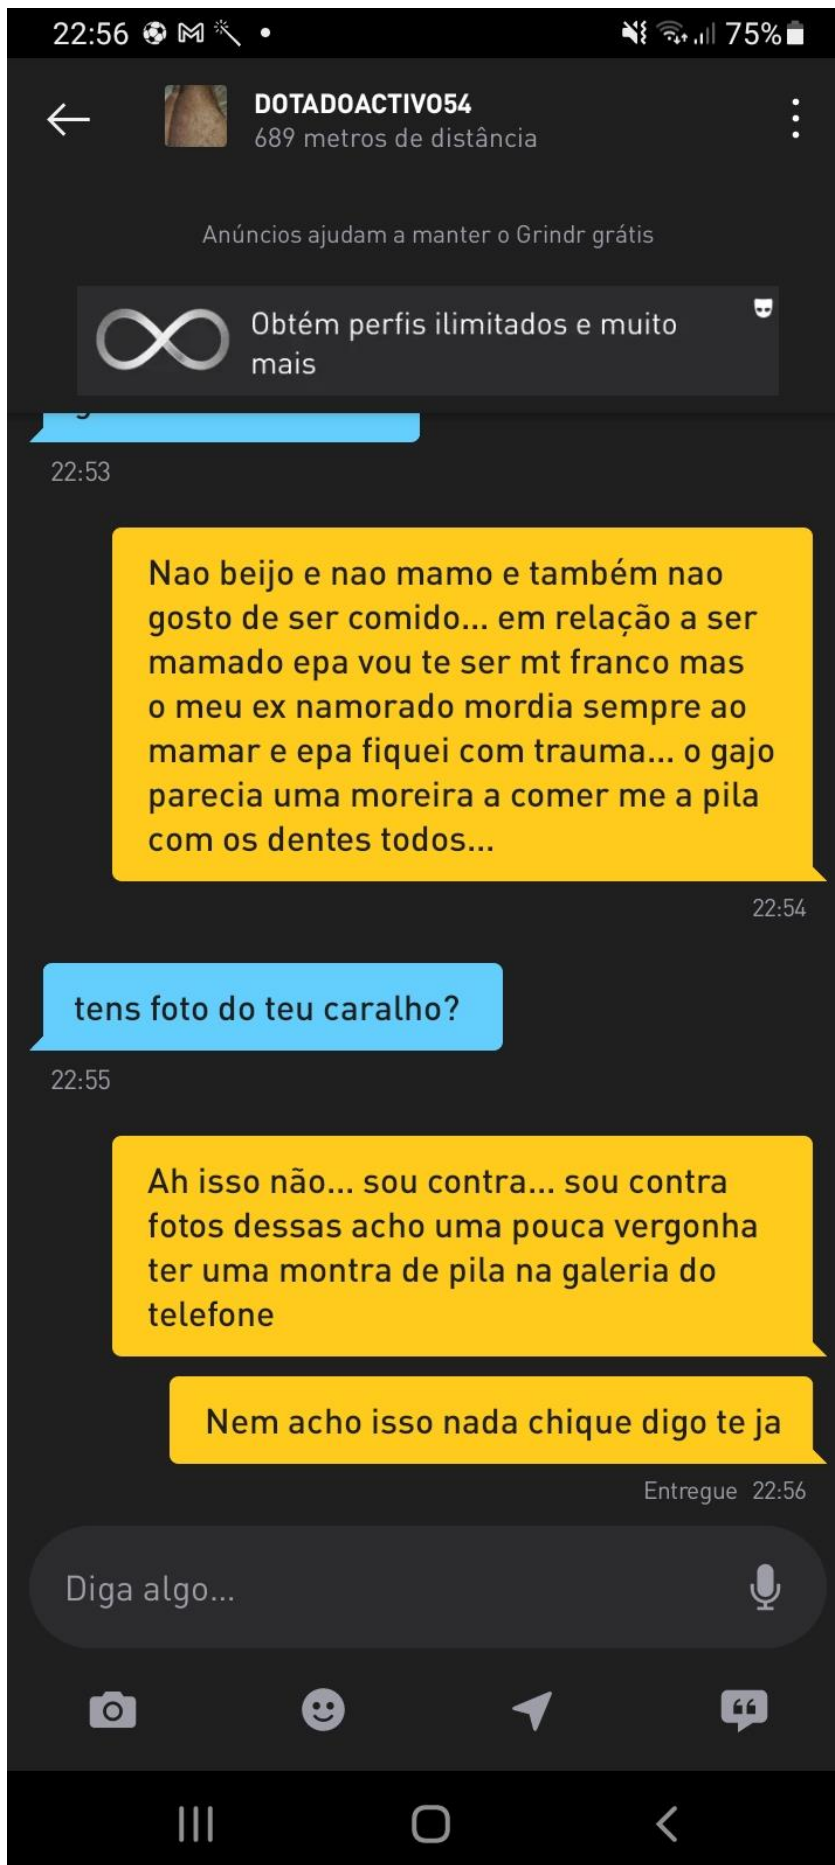 22:56
75%
DOTADOACTIVO54
689 metros de distância
Anúncios ajudam a manter o Grindr grátis
Obtém perfis ilimitados e muito
mais
22:53
Nao beijo e nao mamo e também nao
gosto de ser comido... em relação a ser
mamado epa vou te ser mt franco mas
o meu ex namorado mordia sempre ao
mamar e epa fiquei com trauma... o gajo
parecia uma moreira a comer me a pila
com os dentes todos...
22:54
tens foto do teu caralho?
22:55
Ah isso não... sou contra... sou contra
fotos dessas acho uma pouca vergonha
ter uma montra de pila na galeria do
telefone
Nem acho isso nada chique digo te ja
Entregue 22:56
Diga algo...